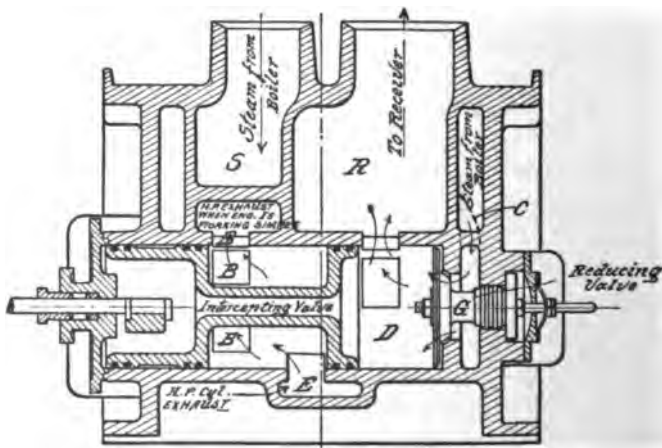 Steam from
Boiler
S
To Receiver
R
Steam from
Boiler
C
H.P. EXHAUST
WHEN ENG. IS
WORKING SIMPLE
B
Intercepting Valve
B
D
G
Reducing
Valve
E
H.P. Cyl.
EXHAUST